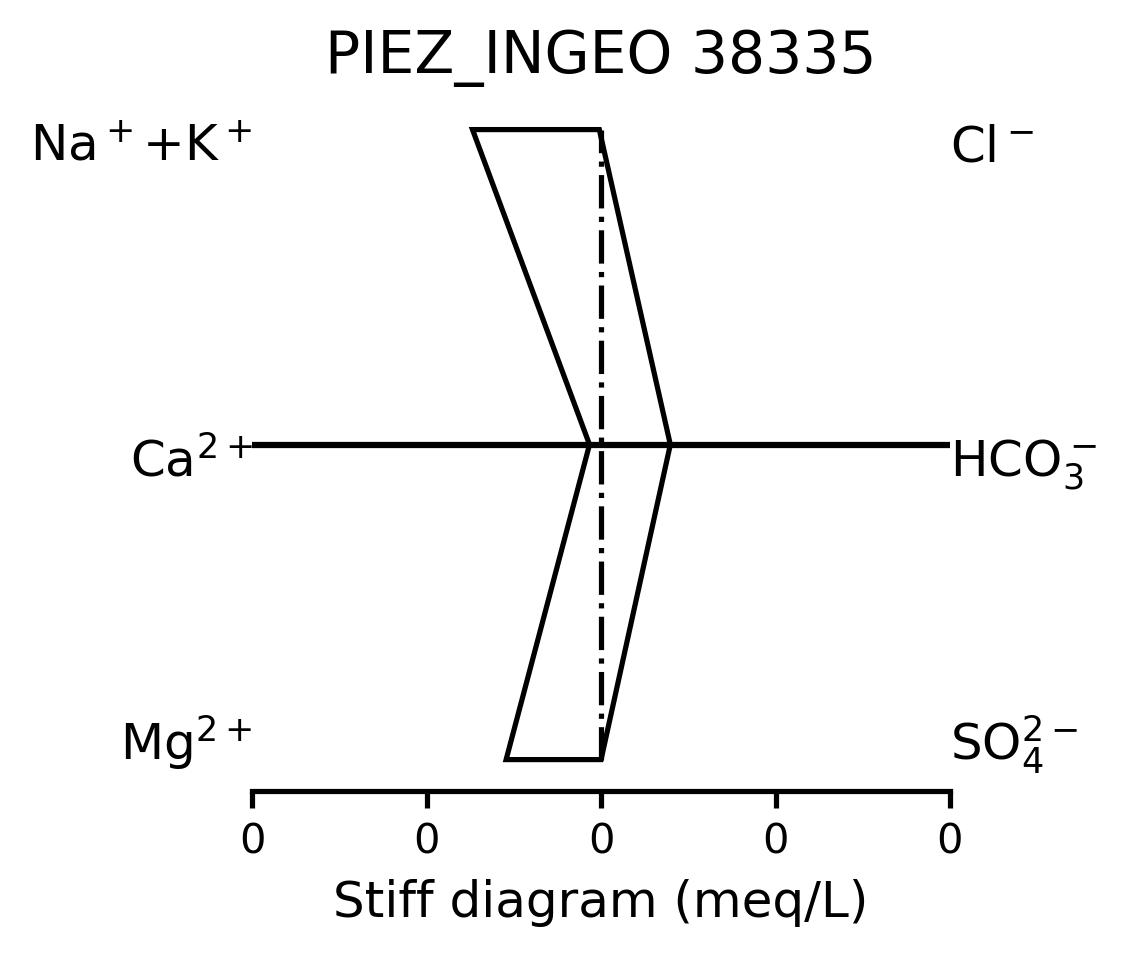 PIEZ_INGEO 38335
Na⁺+K⁺
Cl⁻
Ca²⁺
HCO₃⁻
Mg²⁺
SO₄²⁻
0 0 0 0 0
Stiff diagram (meq/L)